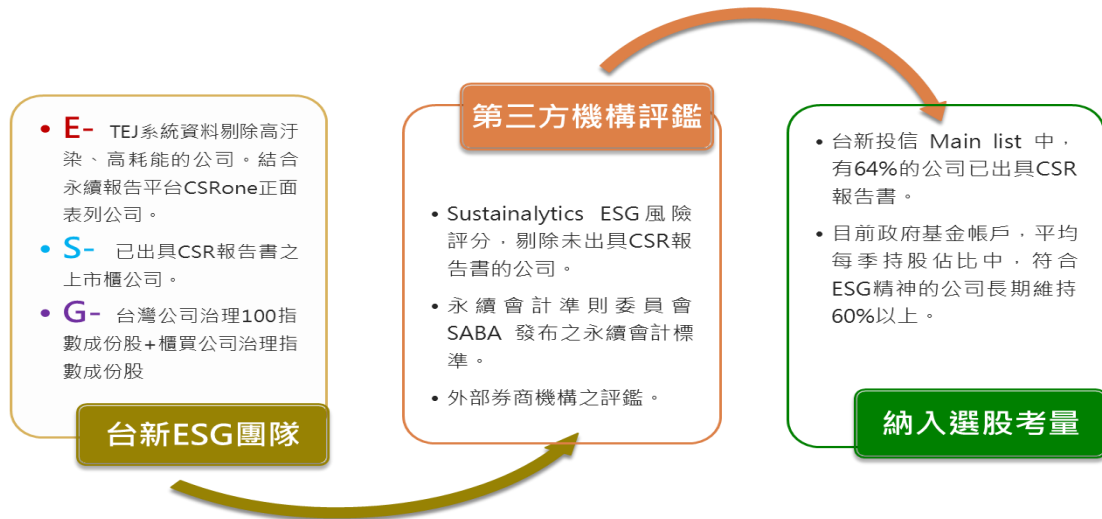 E- TEJ系統資料剔除高汙
染、高耗能的公司。結合
永續報告平台CSRone正面
表列公司。
S- 已出具CSR報告書之
上市櫃公司。
G- 台灣公司治理100指
數成份股+櫃買公司治理指
數成份股
台新ESG團隊
第三方機構評鑑
Sustainalytics ESG風險
評分，剔除未出具CSR報
告書的公司。
永續會計準則委員會
SABA 發布之永續會計標
準。
外部券商機構之評鑑。
台新投信 Main list 中，
有64%的公司已出具CSR
報告書。
目前政府基金帳戶，平均
每季持股佔比中，符合
ESG精神的公司長期維持
60%以上。
納入選股考量